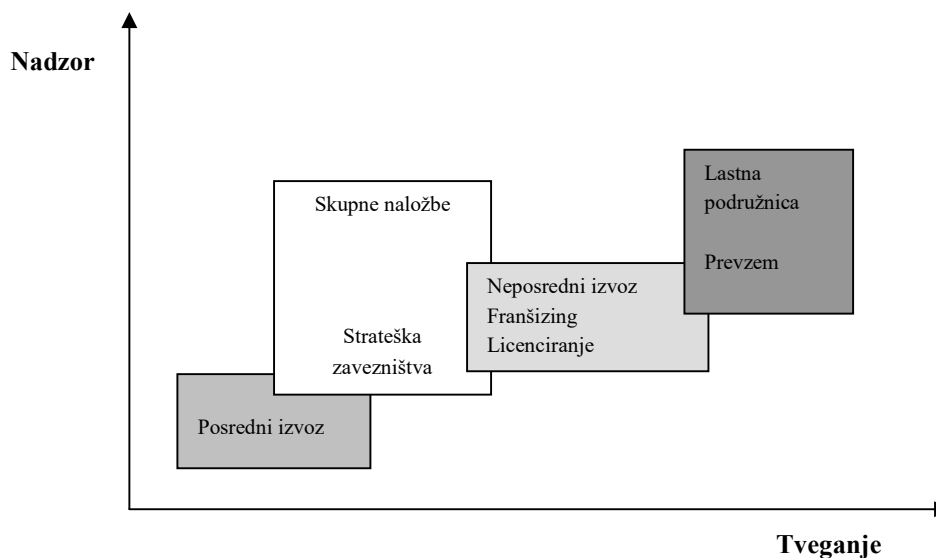 Nadzor
Lastna
podružnica
Prevzem
Skupne naložbe
Strateška
zavezništva
Neposredni izvoz
Franšizing
Licenciranje
Posredni izvoz
Tveganje